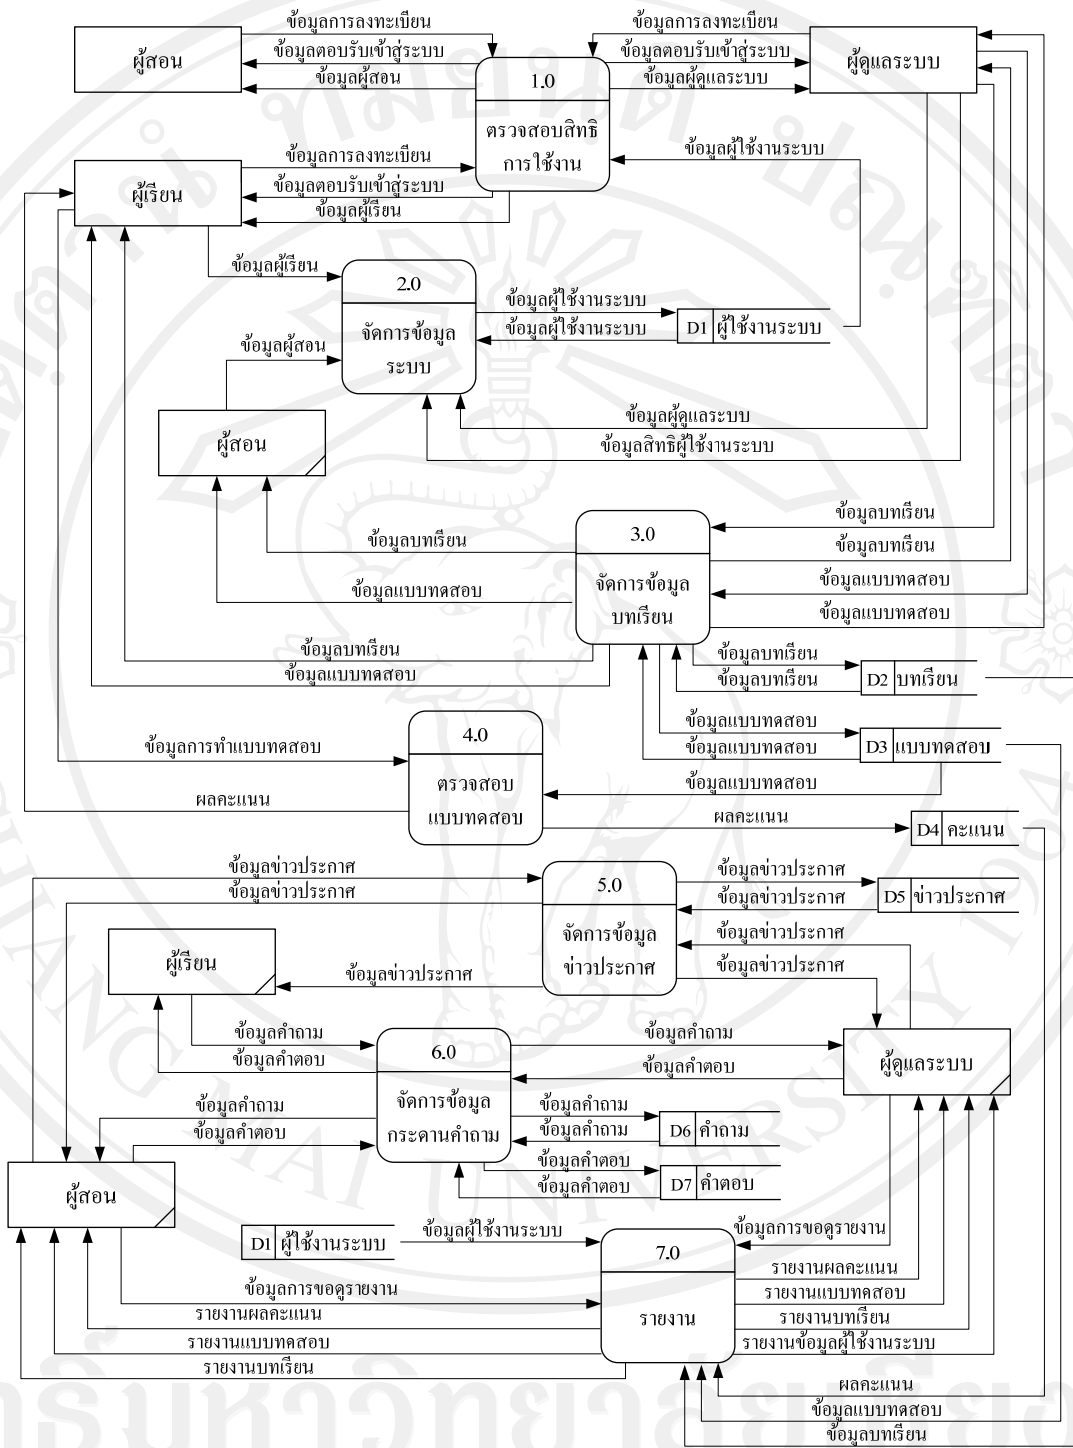 ข้อมูลการลงทะเบียน
ข้อมูลการลงทะเบียน
ผู้สอน
ข้อมูลตอบรับเข้าสู่ระบบ
ข้อมูลตอบรับเข้าสู่ระบบ
ผู้ดูแลระบบ
ข้อมูลผู้สอน
1.0
ข้อมูลผู้ดูแลระบบ
ตรวจสอบสิทธิ
การใช้งาน
ข้อมูลผู้ใช้งานระบบ
ข้อมูลการลงทะเบียน
ผู้เรียน
ข้อมูลตอบรับเข้าสู่ระบบ
ข้อมูลผู้เรียน
ข้อมูลผู้เรียน
2.0
จัดการข้อมูล
ระบบ
ข้อมูลผู้ใช้งานระบบ
ข้อมูลผู้ใช้งานระบบ
D1 ผู้ใช้งานระบบ
ข้อมูลผู้สอน
ผู้สอน
ข้อมูลผู้ดูแลระบบ
ข้อมูลสิทธิผู้ใช้งานระบบ
3.0
จัดการข้อมูล
บทเรียน
ข้อมูลบทเรียน
ข้อมูลบทเรียน
ข้อมูลบทเรียน
ข้อมูลแบบทดสอบ
ข้อมูลแบบทดสอบ
ข้อมูลแบบทดสอบ
ข้อมูลบทเรียน
ข้อมูลแบบทดสอบ
ข้อมูลบทเรียน
ข้อมูลบทเรียน
D2 บทเรียน
ข้อมูลแบบทดสอบ
ข้อมูลแบบทดสอบ
D3 แบบทดสอบ
4.0
ตรวจสอบ
แบบทดสอบ
ข้อมูลการทำแบบทดสอบ
ข้อมูลแบบทดสอบ
ผลคะแนน
ผลคะแนน
D4 คะแนน
ข้อมูลข่าวประกาศ
ข้อมูลข่าวประกาศ
5.0
จัดการข้อมูล
ข่าวประกาศ
ข้อมูลข่าวประกาศ
ข้อมูลข่าวประกาศ
D5 ข่าวประกาศ
ข้อมูลข่าวประกาศ
ข้อมูลข่าวประกาศ
ผู้เรียน
ข้อมูลข่าวประกาศ
ข้อมูลคำถาม
ข้อมูลคำตอบ
6.0
จัดการข้อมูล
กระดานคำถาม
ข้อมูลคำถาม
ข้อมูลคำตอบ
ผู้ดูแลระบบ
ข้อมูลคำถาม
ข้อมูลคำตอบ
ข้อมูลคำถาม
ข้อมูลคำถาม
D6 คำถาม
ข้อมูลคำตอบ
ข้อมูลคำตอบ
D7 คำตอบ
ผู้สอน
D1 ผู้ใช้งานระบบ
ข้อมูลผู้ใช้งานระบบ
7.0
รายงาน
ข้อมูลการขอดูรายงาน
รายงานผลคะแนน
รายงานแบบทดสอบ
รายงานบทเรียน
รายงานข้อมูลผู้ใช้งานระบบ
ข้อมูลการขอดูรายงาน
รายงานผลคะแนน
รายงานแบบทดสอบ
รายงานบทเรียน
ผลคะแนน
ข้อมูลแบบทดสอบ
ข้อมูลบทเรียน
CHIANG MAI UNIVERSITY 1964